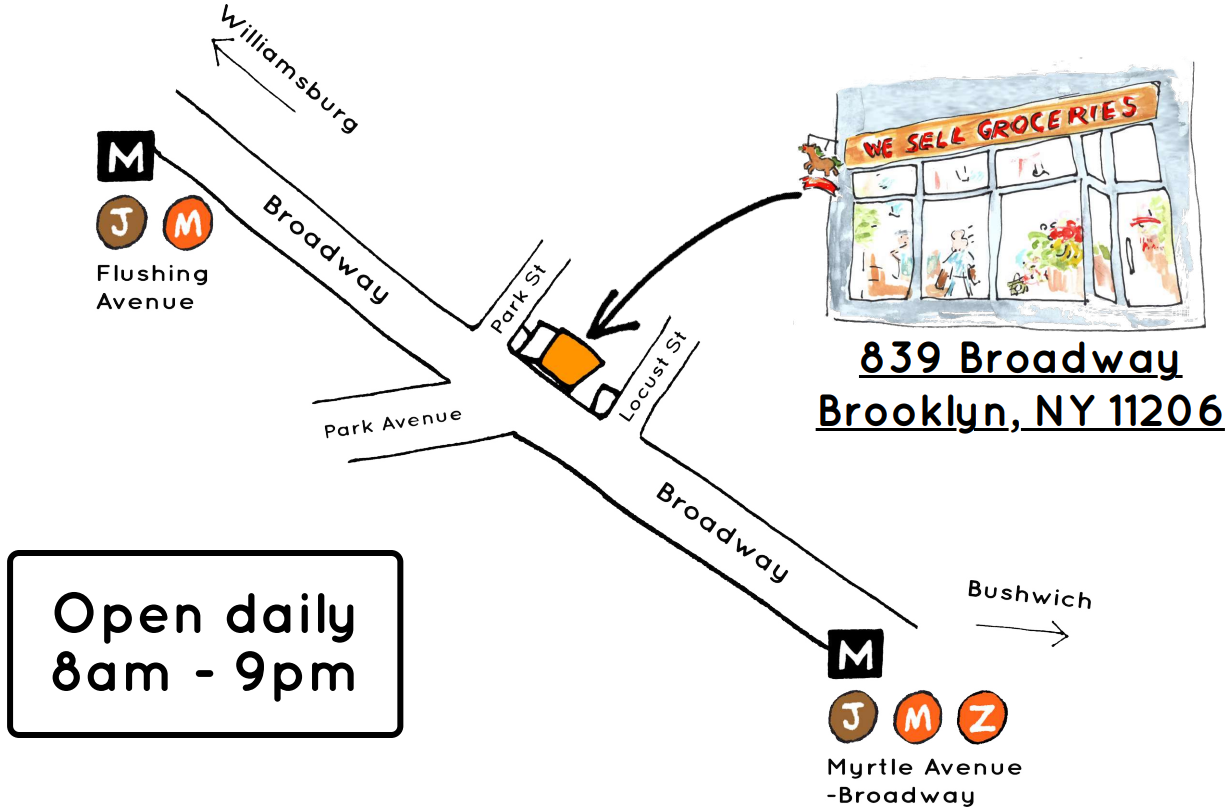 Williamsburg
M
J M
Flushing
Avenue
Broadway
Park St
Locust St
Park Avenue
WE SELL GROCERIES
839 Broadway
Brooklyn, NY 11206
Broadway
Bushwich
Open daily
8am - 9pm
M
J M Z
Myrtle Avenue
-Broadway